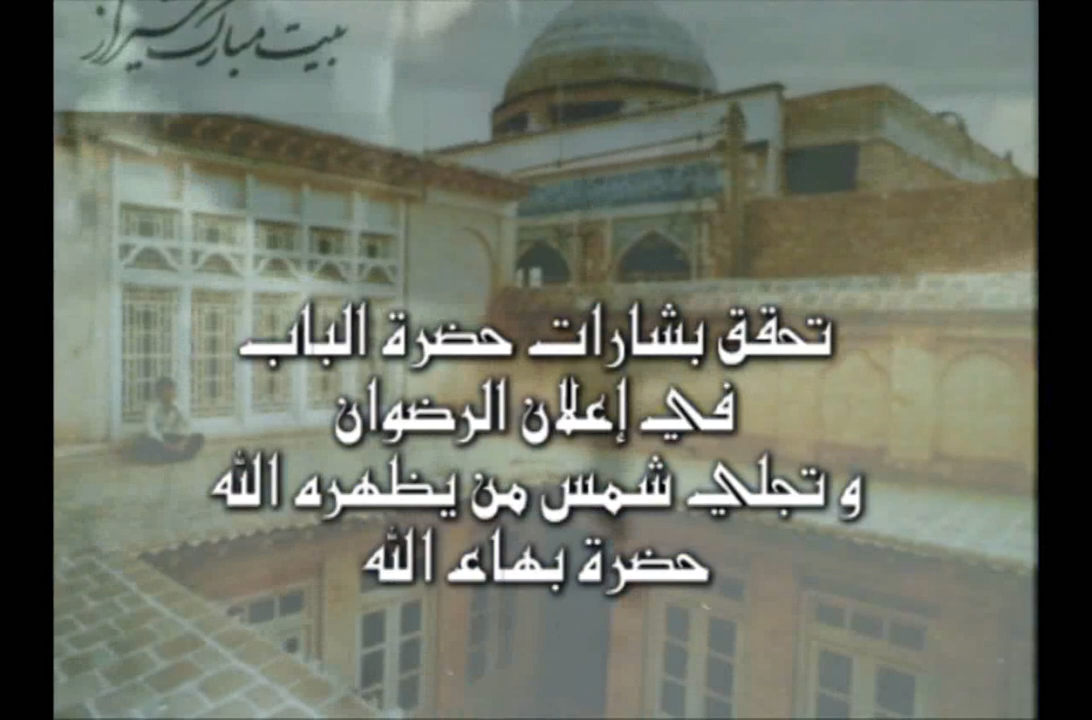 بيت مبارك شيراز
تحقق بشارات حضرة الباب
في إعلان الرضوان
و تجلي شمس من يظهره الله
حضرة بهاء الله